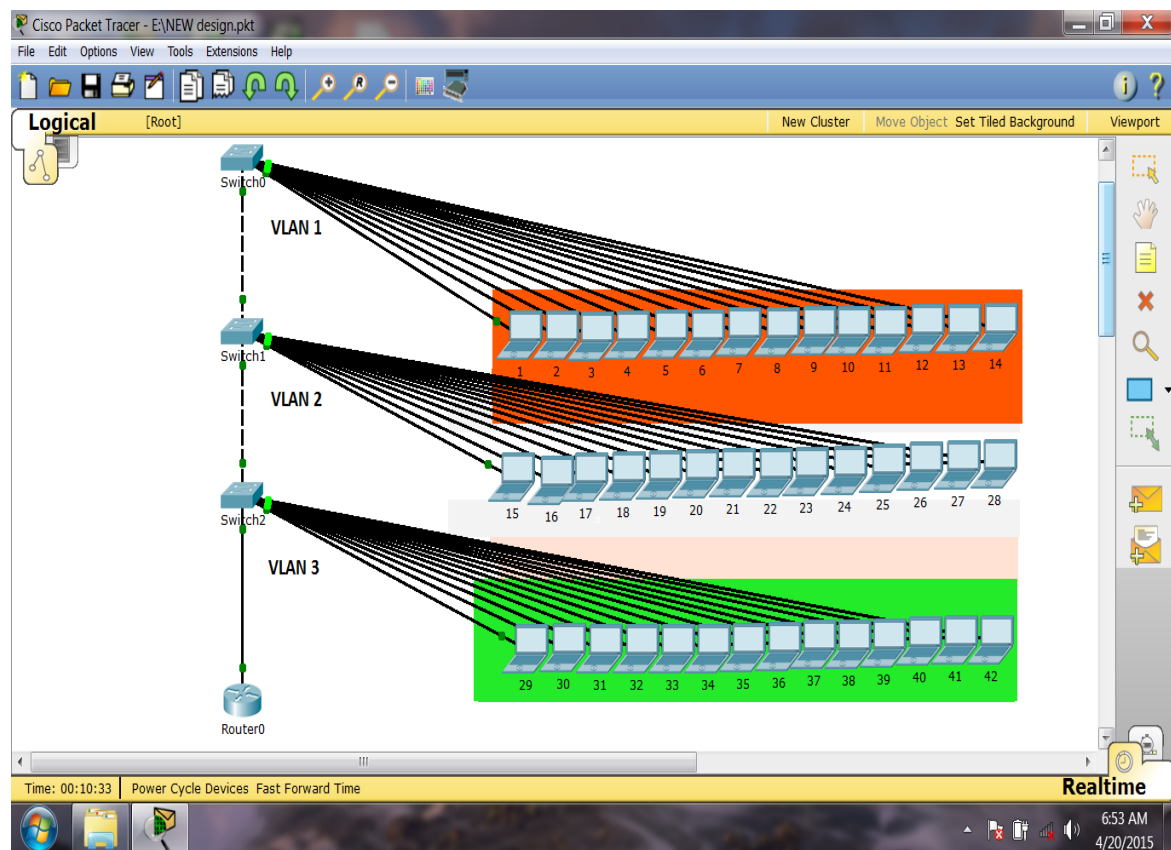 Cisco Packet Tracer - E:\NEW design.pkt
File Edit Options View Tools Extensions Help
Logical [Root] New Cluster Move Object Set Tiled Background Viewport
Switch0
VLAN 1
1 2 3 4 5 6 7 8 9 10 11 12 13 14
Switch1
VLAN 2
15 16 17 18 19 20 21 22 23 24 25 26 27 28
Switch2
VLAN 3
29 30 31 32 33 34 35 36 37 38 39 40 41 42
Router0
Time: 00:10:33 Power Cycle Devices Fast Forward Time Realtime
6:53 AM
4/20/2015